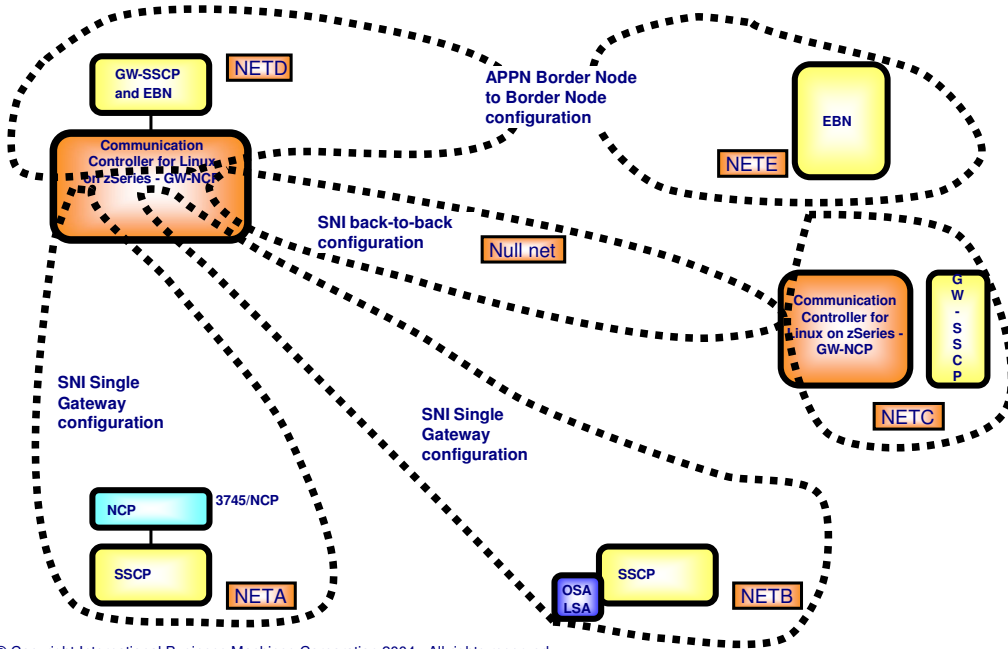 GW-SSCP
and EBN
NETD
Communication
Controller for Linux
on zSeries - GW-NCP
APPN Border Node
to Border Node
configuration
EBN
NETE
SNI back-to-back
configuration
Null net
Communication
Controller for
Linux on zSeries -
GW-NCP
G
W
-
S
S
C
P
NETC
SNI Single
Gateway
configuration
SNI Single
Gateway
configuration
NCP
3745/NCP
SSCP
NETA
OSA
LSA
SSCP
NETB